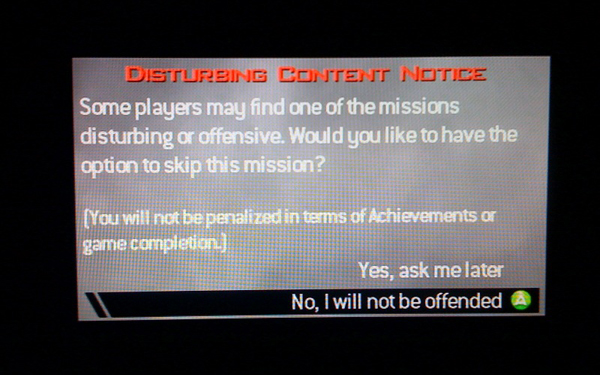 DISTURBING CONTENT NOTICE
Some players may find one of the missions
disturbing or offensive. Would you like to have the
option to skip this mission?
(You will not be penalized in terms of Achievements or
game completion.)
Yes, ask me later
No, I will not be offended A